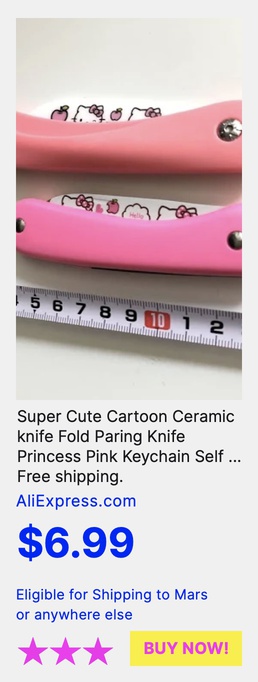 Hello
5 6 7 8 9 10 1 2
Super Cute Cartoon Ceramic
knife Fold Paring Knife
Princess Pink Keychain Self ...
Free shipping.
AliExpress.com
$6.99
Eligible for Shipping to Mars
or anywhere else
BUY NOW!